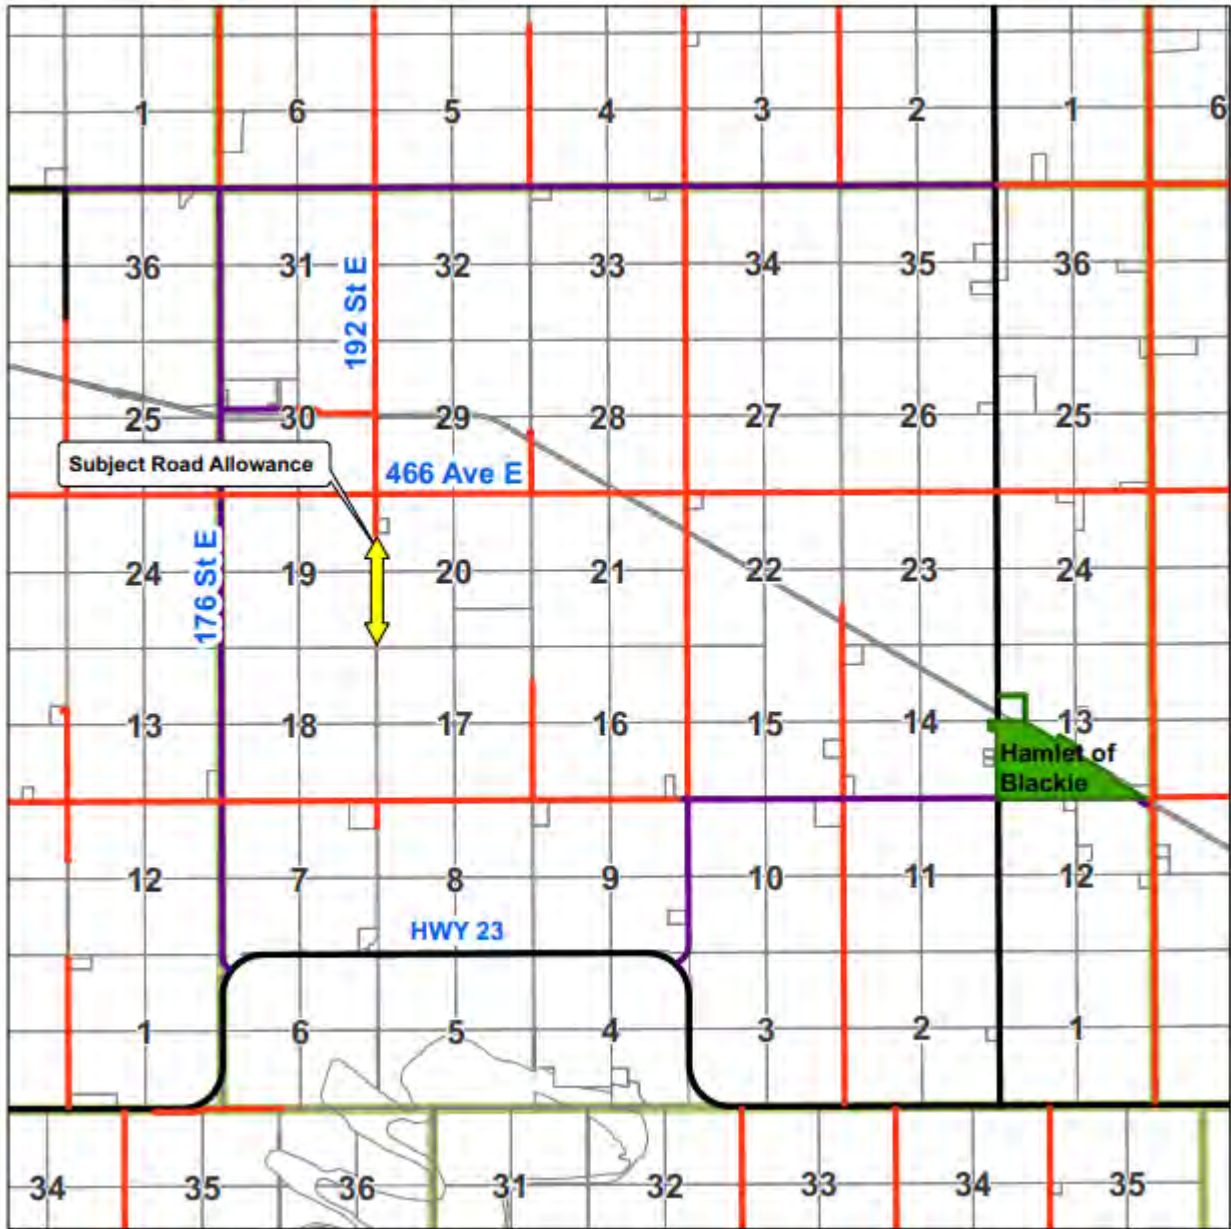 1 6 5 4 3 2 1 6
36 31 32 33 34 35 36
192 St E
25 30 29 28 27 26 25
Subject Road Allowance
466 Ave E
176 St E
24 19 20 21 22 23 24
13 18 17 16 15 14 13
Hamlet of
Blackie
12 7 8 9 10 11 12
HWY 23
1 6 5 4 3 2 1
34 35 36 31 32 33 34 35